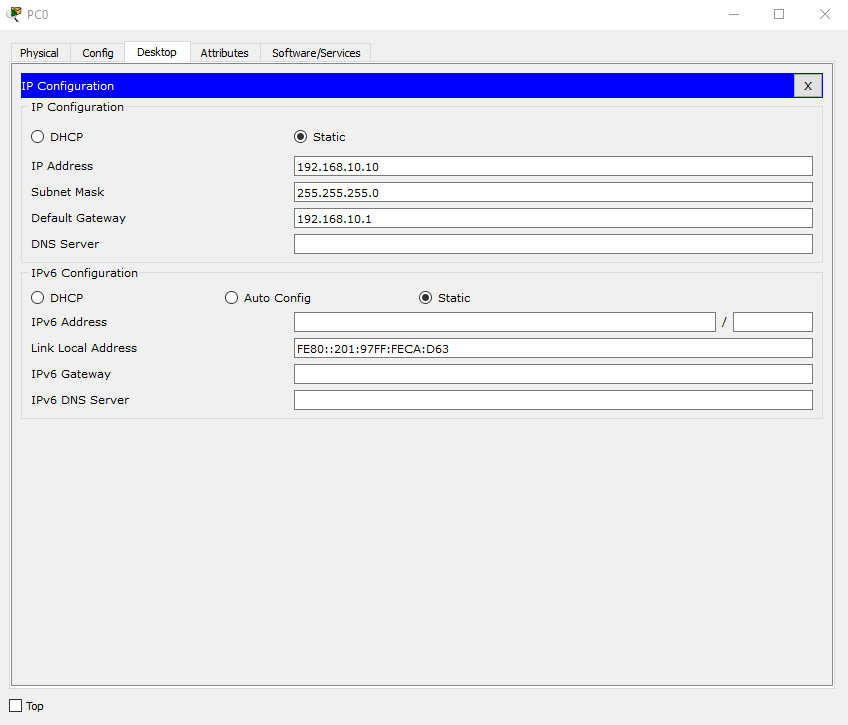 PC0
Physical Config Desktop Attributes Software/Services
IP Configuration X
IP Configuration
DHCP Static
IP Address 192.168.10.10
Subnet Mask 255.255.255.0
Default Gateway 192.168.10.1
DNS Server
IPv6 Configuration
DHCP Auto Config Static
IPv6 Address /
Link Local Address FE80::201:97FF:FECA:D63
IPv6 Gateway
IPv6 DNS Server
Top